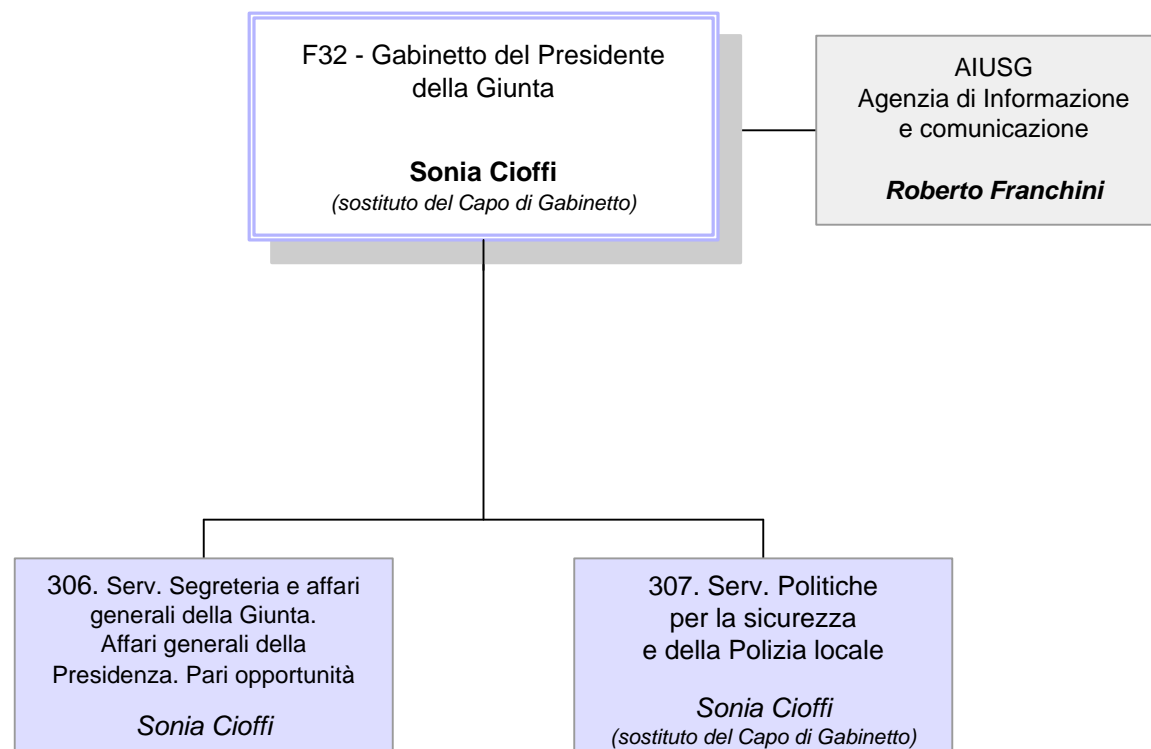 F32 - Gabinetto del Presidente
della Giunta
Sonia Cioffi
(sostituto del Capo di Gabinetto)
AIUSG
Agenzia di Informazione
e comunicazione
Roberto Franchini
306. Serv. Segreteria e affari
generali della Giunta.
Affari generali della
Presidenza. Pari opportunità
Sonia Cioffi
307. Serv. Politiche
per la sicurezza
e della Polizia locale
Sonia Cioffi
(sostituto del Capo di Gabinetto)